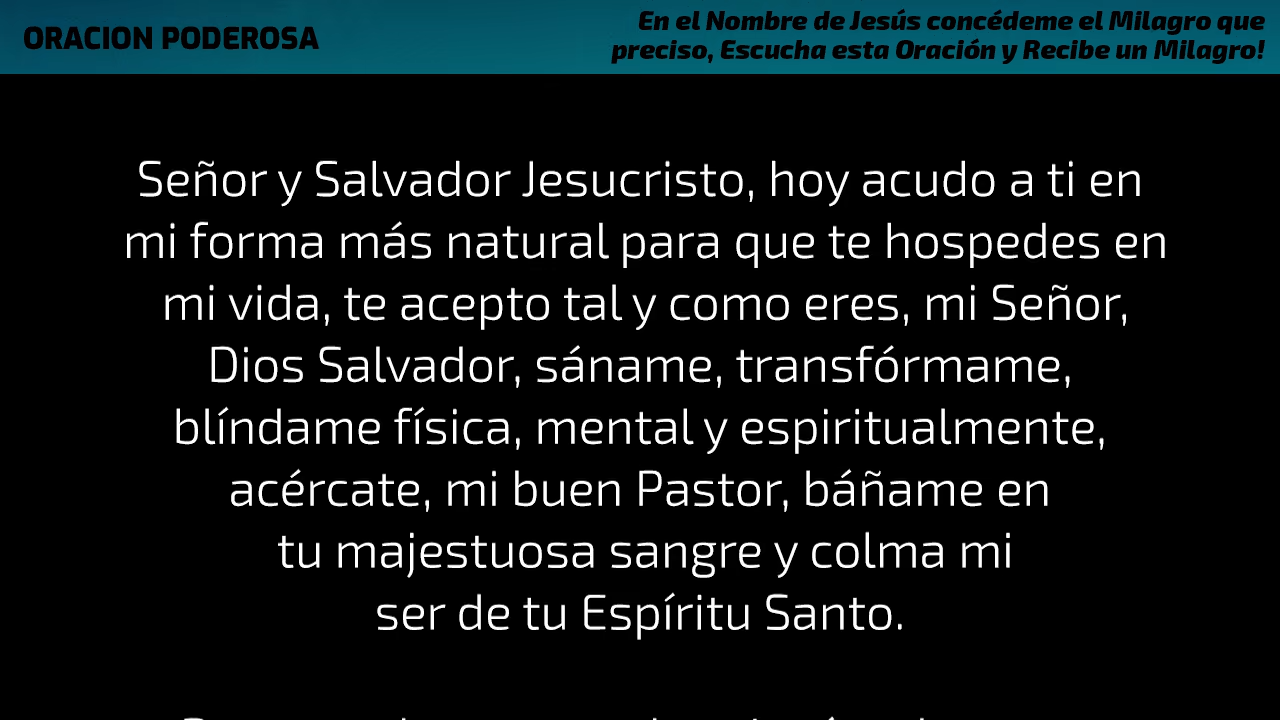 ORACION PODEROSA
En el Nombre de Jesús concédeme el Milagro que
preciso, Escucha esta Oración y Recibe un Milagro!
Señor y Salvador Jesucristo, hoy acudo a ti en
mi forma más natural para que te hospedes en
mi vida, te acepto tal y como eres, mi Señor,
Dios Salvador, sáname, transfórmame,
blíndame física, mental y espiritualmente,
acércate, mi buen Pastor, báñame en
tu majestuosa sangre y colma mi
ser de tu Espíritu Santo.